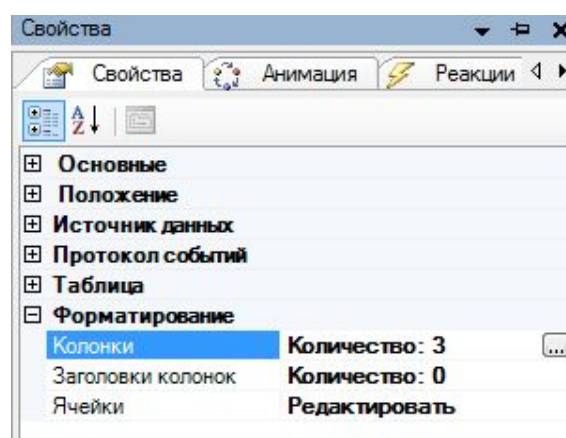 Свойства
Свойства Анимация Реакции
Основные
Положение
Источник данных
Протокол событий
Таблица
Форматирование
Колонки Количество: 3 ...
Заголовки колонок Количество: 0
Ячейки Редактировать